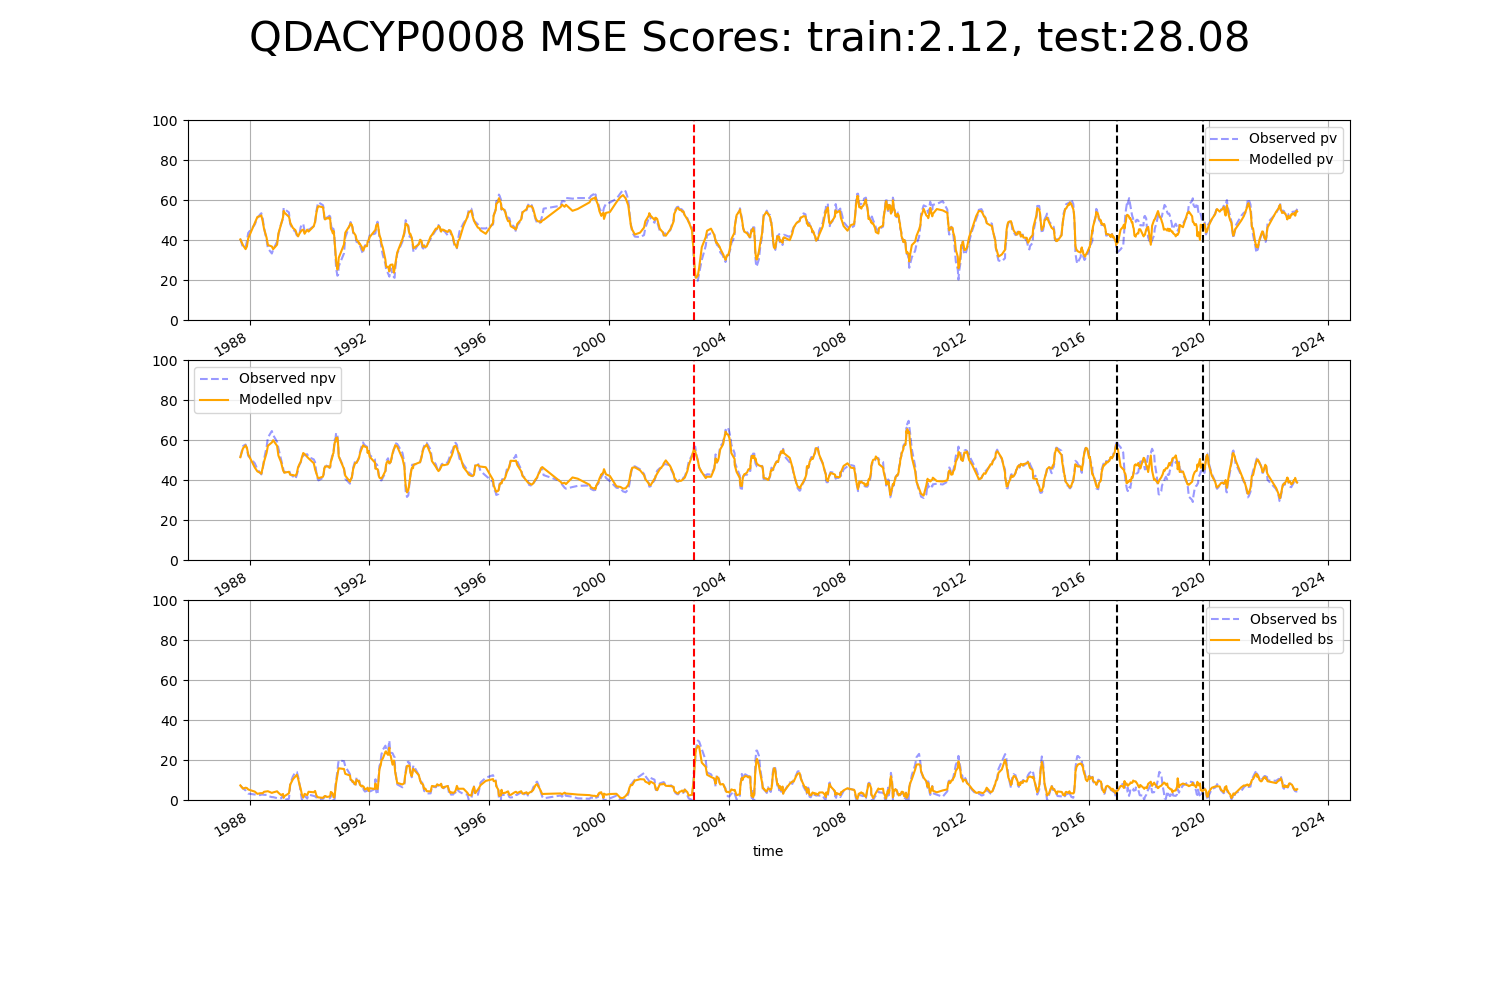 QDACYP0008 MSE Scores: train:2.12, test:28.08
100
80
60
40
20
0
Observed pv
Modelled pv
1988 1992 1996 2000 2004 2008 2012 2016 2020 2024
100
80
60
40
20
0
Observed npv
Modelled npv
1988 1992 1996 2000 2004 2008 2012 2016 2020 2024
100
80
60
40
20
0
Observed bs
Modelled bs
1988 1992 1996 2000 2004 2008 2012 2016 2020 2024
time